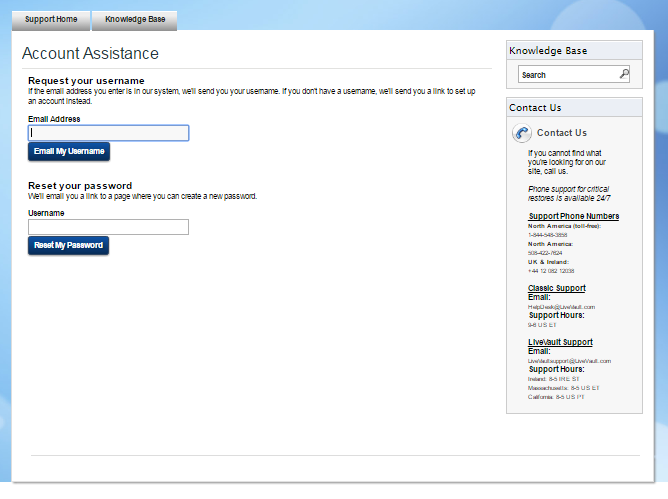 Support Home
Knowledge Base
Account Assistance
Request your username
If the email address you enter is in our system, we'll send you your username. If you don't have a username, we'll send you a link to set up
an account instead.
Email Address
Email My Username
Reset your password
We'll email you a link to a page where you can create a new password.
Username
Reset My Password
Knowledge Base
Search
Contact Us
Contact Us
If you cannot find what
you're looking for on our
site, call us.
Phone support for critical
restores is available 24/7
Support Phone Numbers
North America (toll-free):
1-844-548-3858
North America:
508-422-7624
UK & Ireland:
+44 12 082 12038
Classic Support
Email:
HelpDesk@LiveVault.com
Support Hours:
9-6 US ET
LiveVault Support
Email:
LiveVaultsupport@LiveVault.com
Support Hours:
Ireland: 8-5 IRE ST
Massachusetts: 8-5 US ET
California: 8-5 US PT